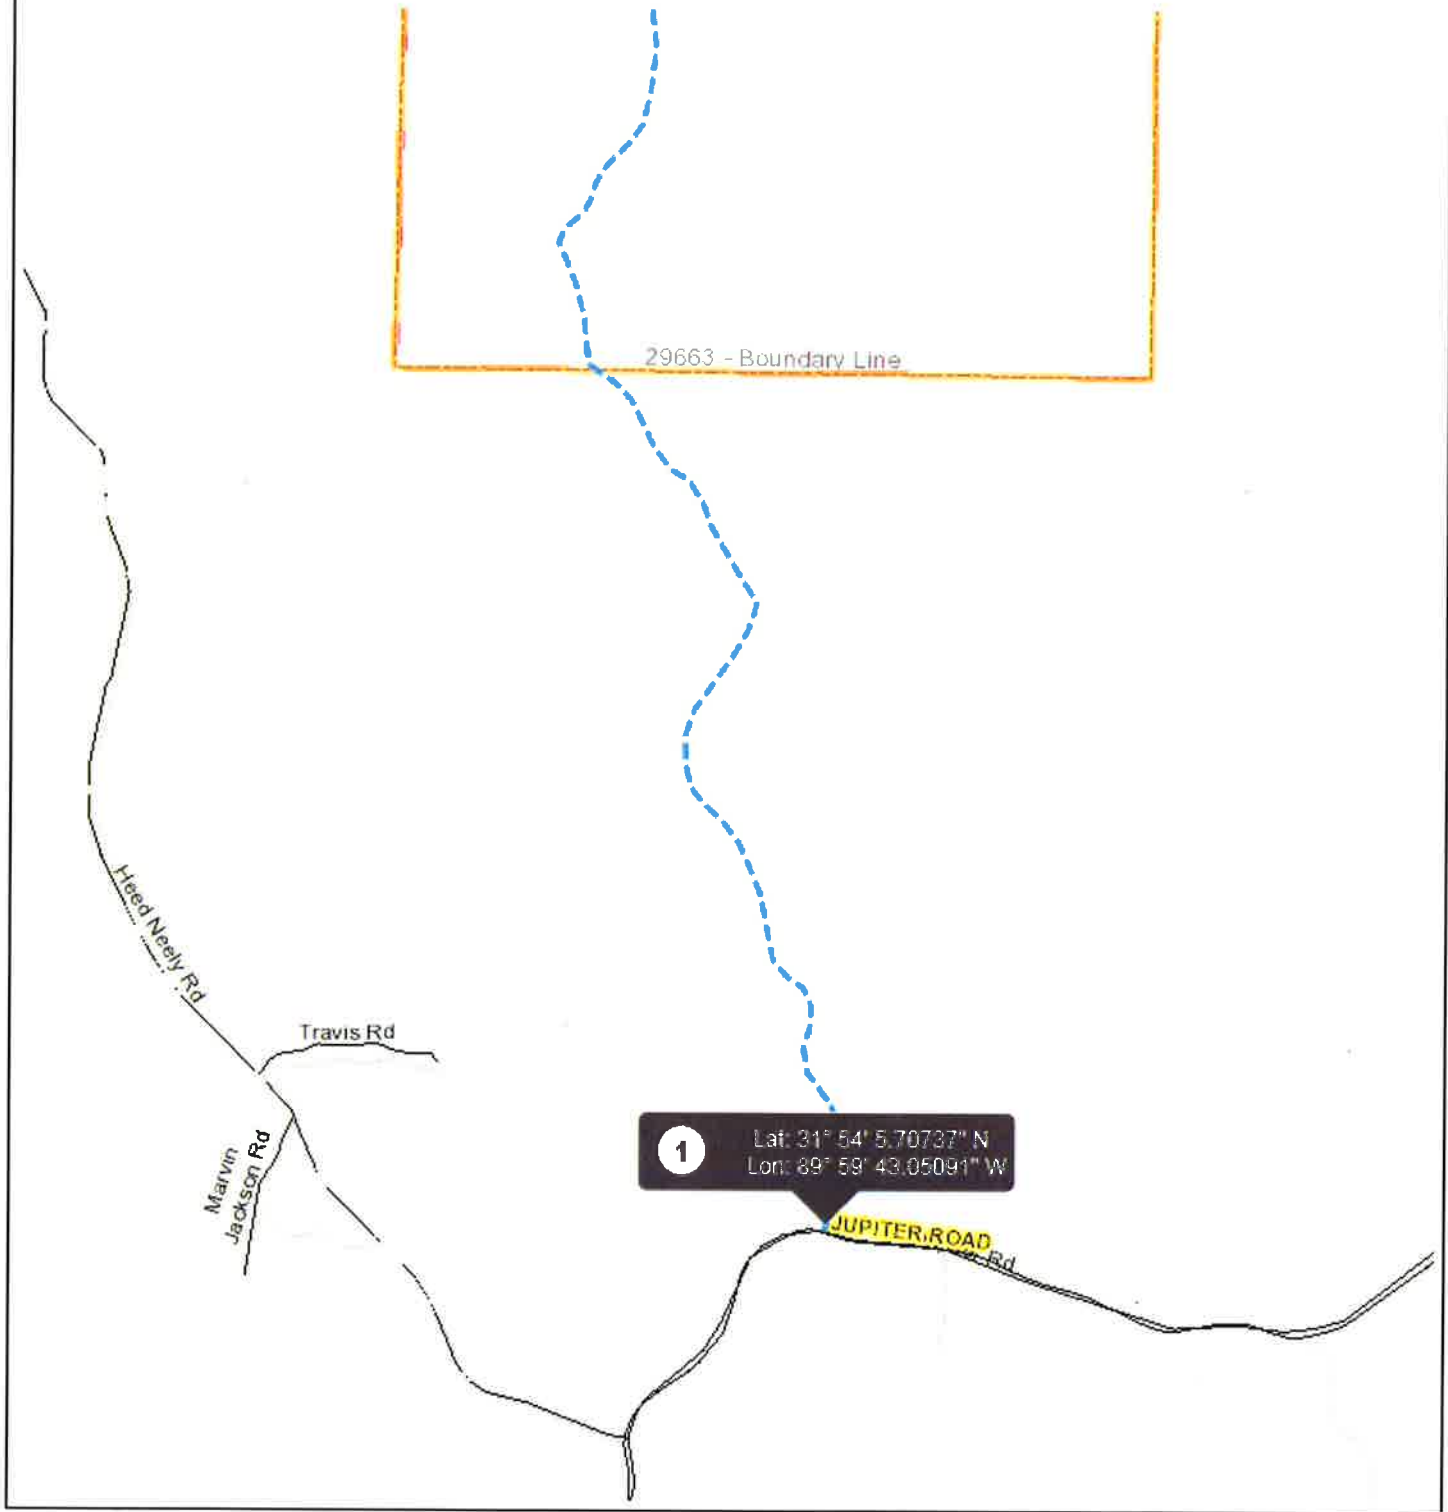 29663 - Boundary Line
Heed Neely Rd
Travis Rd
Marvin
Jackson Rd
1
Lat: 31° 54' 5.70737" N
Lon: 89° 59' 43.05091" W
JUPITER ROAD
Rd